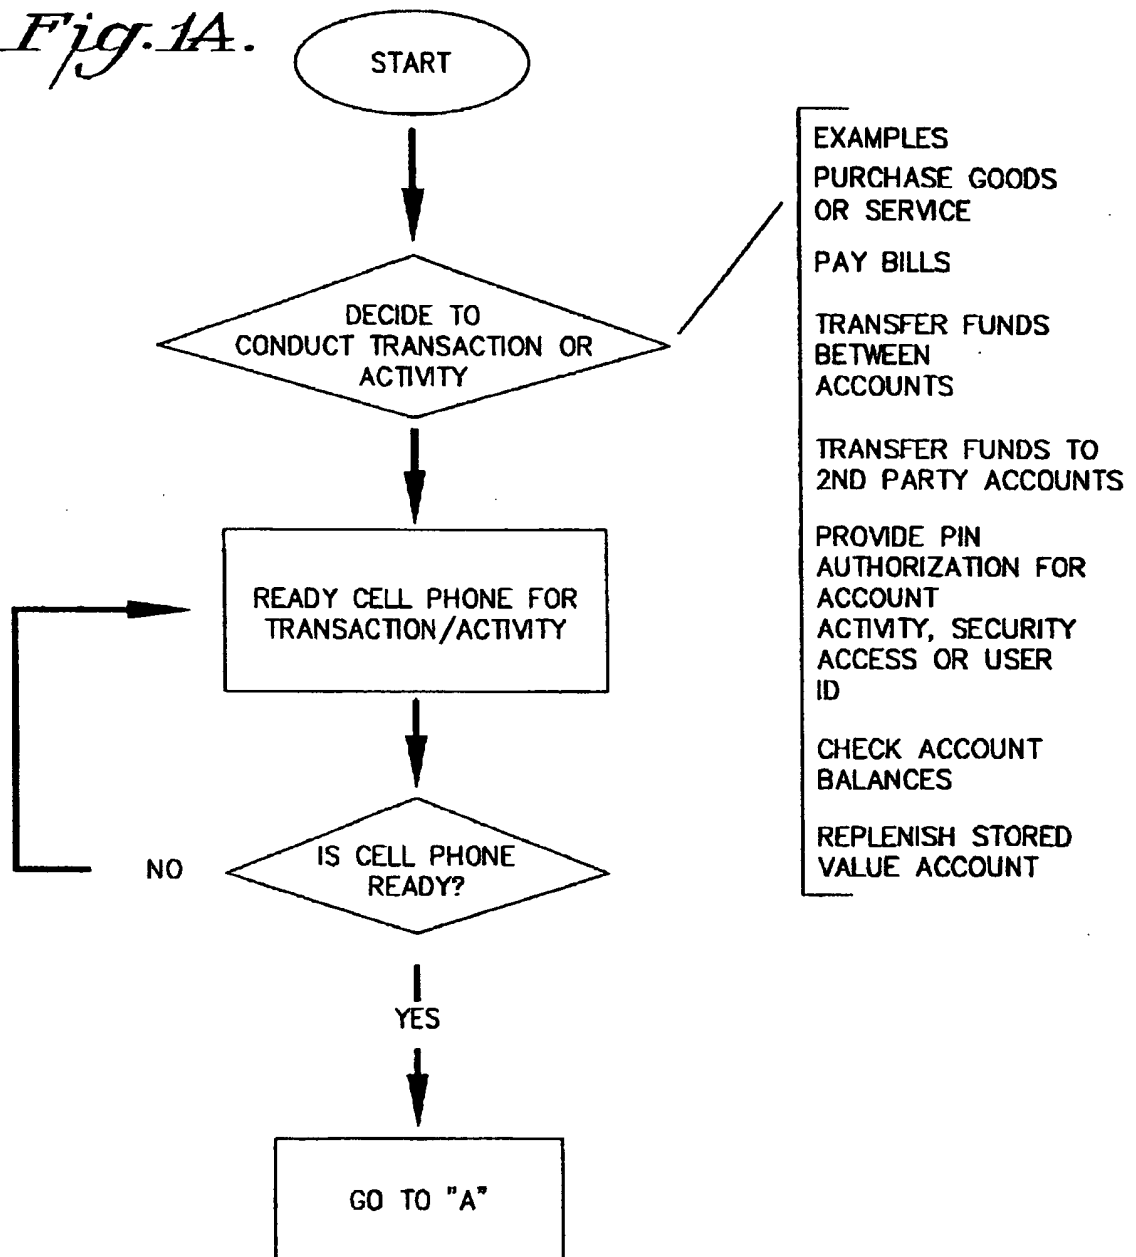 Fig. 1A.
START
DECIDE TO
CONDUCT TRANSACTION OR
ACTIVITY
READY CELL PHONE FOR
TRANSACTION/ACTIVITY
IS CELL PHONE
READY?
NO
YES
GO TO "A"
EXAMPLES
PURCHASE GOODS
OR SERVICE
PAY BILLS
TRANSFER FUNDS
BETWEEN
ACCOUNTS
TRANSFER FUNDS TO
2ND PARTY ACCOUNTS
PROVIDE PIN
AUTHORIZATION FOR
ACCOUNT
ACTIVITY, SECURITY
ACCESS OR USER
ID
CHECK ACCOUNT
BALANCES
REPLENISH STORED
VALUE ACCOUNT